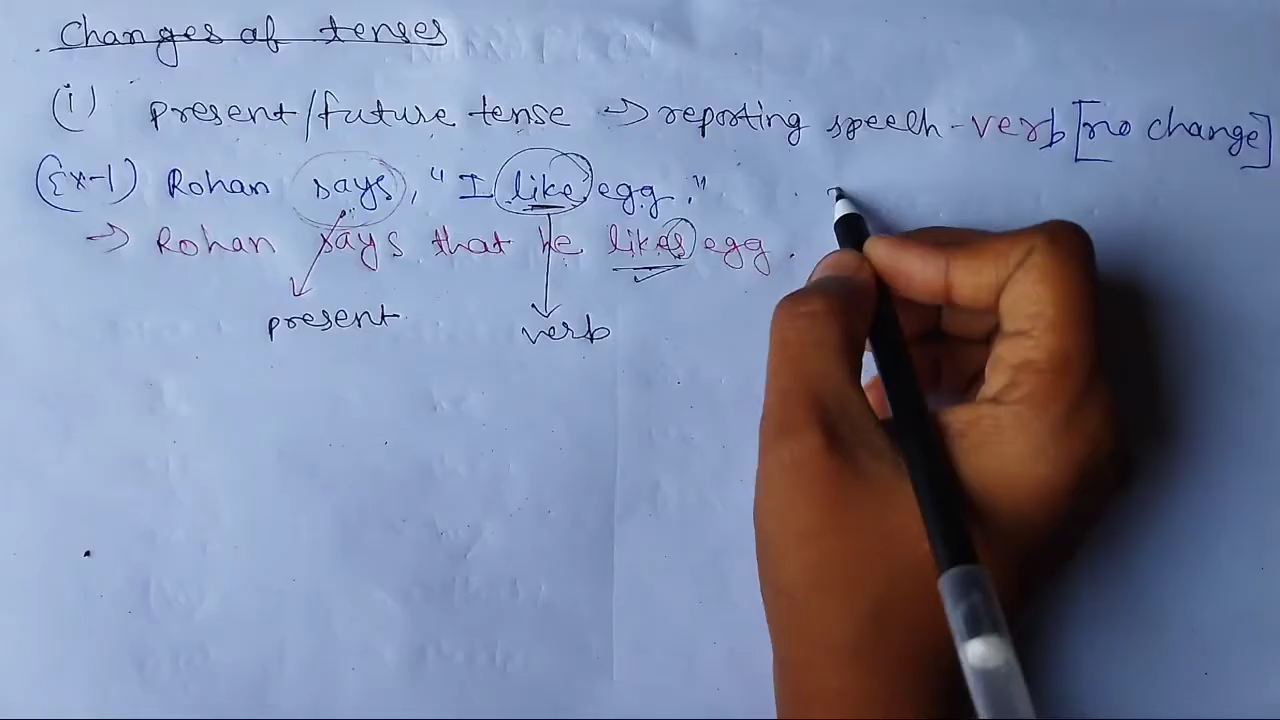 Changes of tenses
(i) present/future tense → reporting speech-verb [no change]
(Ex-1) Rohan says, "I like egg."
→ Rohan says that he likes egg.
present
verb